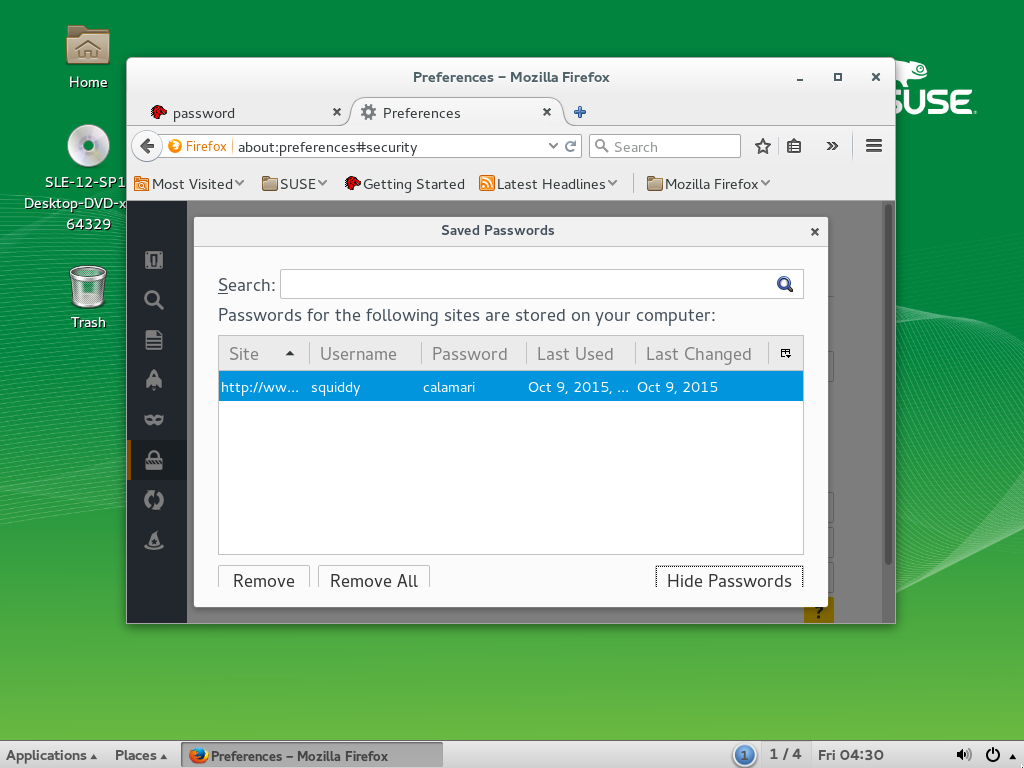 Home
SLE-12-SP1
Desktop-DVD-x
64329
Trash
SUSE
Preferences – Mozilla Firefox
password
Preferences
Firefox
about:preferences#security
Search
Most Visited
SUSE
Getting Started
Latest Headlines
Mozilla Firefox
Saved Passwords
Search:
Passwords for the following sites are stored on your computer:
Site Username Password Last Used Last Changed
http://ww... squiddy calamari Oct 9, 2015, ... Oct 9, 2015
Remove
Remove All
Hide Passwords
?
Applications
Places
Preferences – Mozilla Firefox
1
1 / 4
Fri 04:30